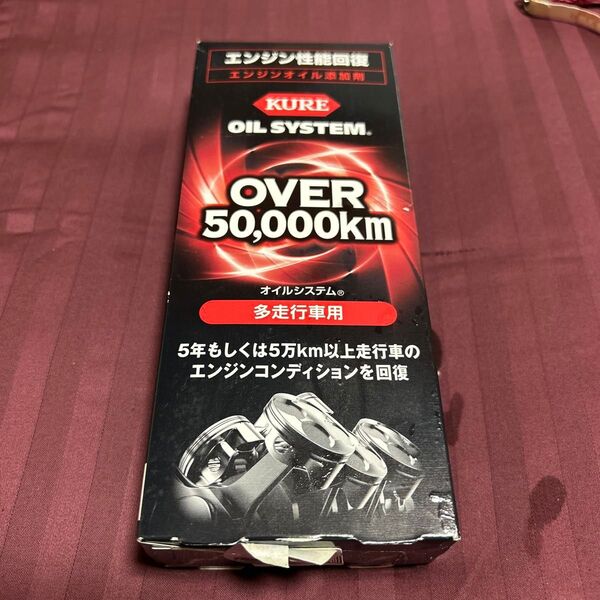 エンジン性能回復
エンジンオイル添加剤
KURE
OIL SYSTEM®
OVER
50,000km
オイルシステム®
多走行車用
5年もしくは5万km以上走行車の
エンジンコンディションを回復